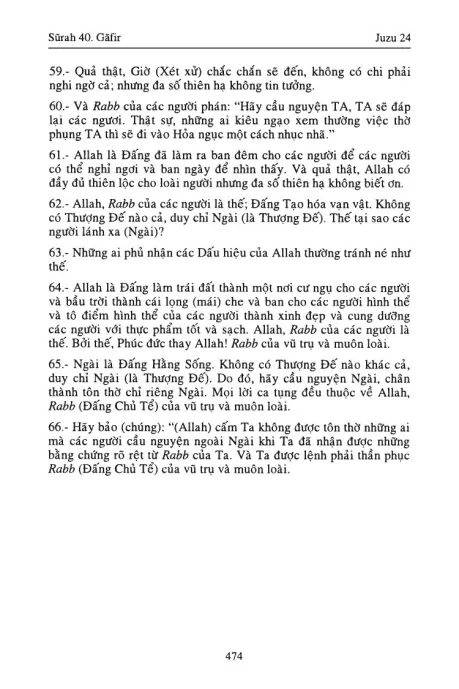 Sūrah 40. Gāfir Juzu 24
59.- Quả thật, Giờ (Xét xử) chắc chắn sẽ đến, không có chi phải
nghi ngờ cả; nhưng đa số thiên hạ không tin tưởng.
60.- Và Rabb của các người phán: “Hãy cầu nguyện TA, TA sẽ đáp
lại các ngươi. Thật sự, những ai kiêu ngạo xem thường việc thờ
phụng TA thì sẽ đi vào Hỏa ngục một cách nhục nhã.”
61.- Allah là Đấng đã làm ra ban đêm cho các người để các người
có thể nghỉ ngơi và ban ngày để nhìn thấy. Và quả thật, Allah có
đầy đủ thiên lộc cho loài người nhưng đa số thiên hạ không biết ơn.
62.- Allah, Rabb của các người là thế; Đấng Tạo hóa vạn vật. Không
có Thượng Đế nào cả, duy chỉ Ngài (là Thượng Đế). Thế tại sao các
người lánh xa (Ngài)?
63.- Những ai phủ nhận các Dấu hiệu của Allah thường tránh né như
thế.
64.- Allah là Đấng làm trái đất thành một nơi cư ngụ cho các người
và bầu trời thành cái lọng (mái) che và ban cho các người hình thể
và tô điểm hình thể của các người thành xinh đẹp và cung dưỡng
các người với thực phẩm tốt và sạch. Allah, Rabb của các người là
thế. Bởi thế, Phúc đức thay Allah! Rabb của vũ trụ và muôn loài.
65.- Ngài là Đấng Hằng Sống. Không có Thượng Đế nào khác cả,
duy chỉ Ngài (là Thượng Đế). Do đó, hãy cầu nguyện Ngài, chân
thành tôn thờ chỉ riêng Ngài. Mọi lời ca tụng đều thuộc về Allah,
Rabb (Đấng Chủ Tể) của vũ trụ và muôn loài.
66.- Hãy bảo (chúng): “(Allah) cấm Ta không được tôn thờ những ai
mà các người cầu nguyện ngoài Ngài khi Ta đã nhận được những
bằng chứng rõ rệt từ Rabb của Ta. Và Ta được lệnh phải thần phục
Rabb (Đấng Chủ Tể) của vũ trụ và muôn loài.
474